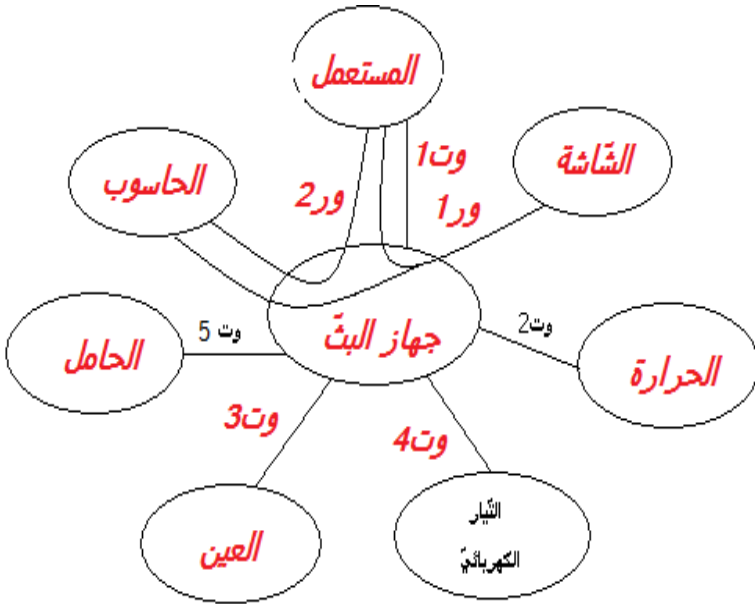 المستعمل
الشّاشة
الحاسوب
وت1
ور1
ور2
جهاز البثّ
وت2
وت 5
الحرارة
الحامل
وت3
وت4
التّيار
الكهربائيّ
العين